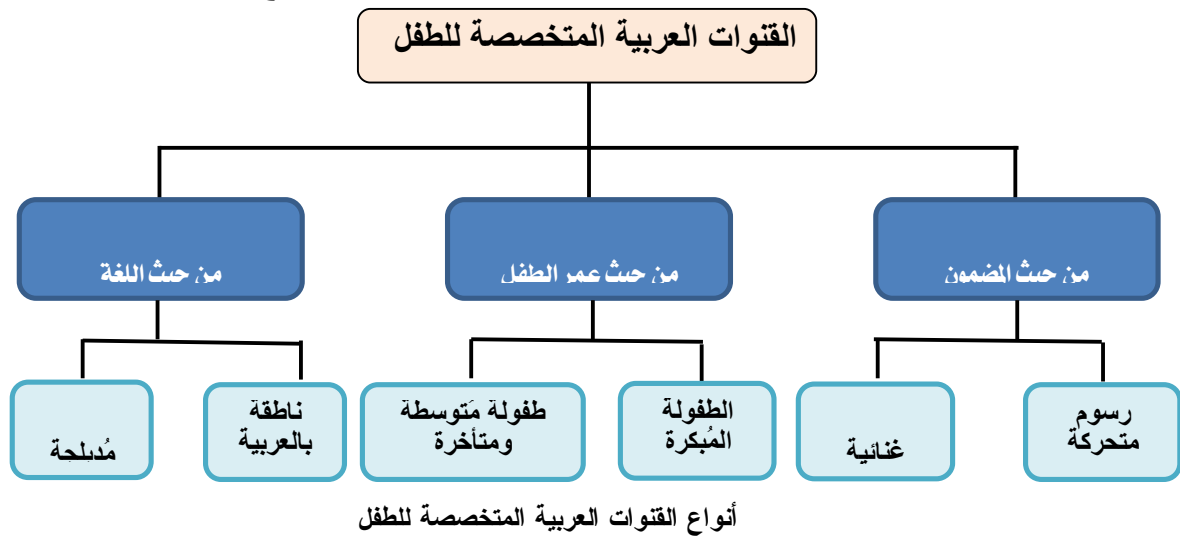 القنوات العربية المتخصصة للطفل
من حيث المضمون
من حيث عمر الطفل
من حيث اللغة
رسوم
متحركة
غنائية
الطفولة
المُبكرة
طفولة مُتوسطة
ومتأخرة
ناطقة
بالعربية
مُدبلجة
أنواع القنوات العربية المتخصصة للطفل